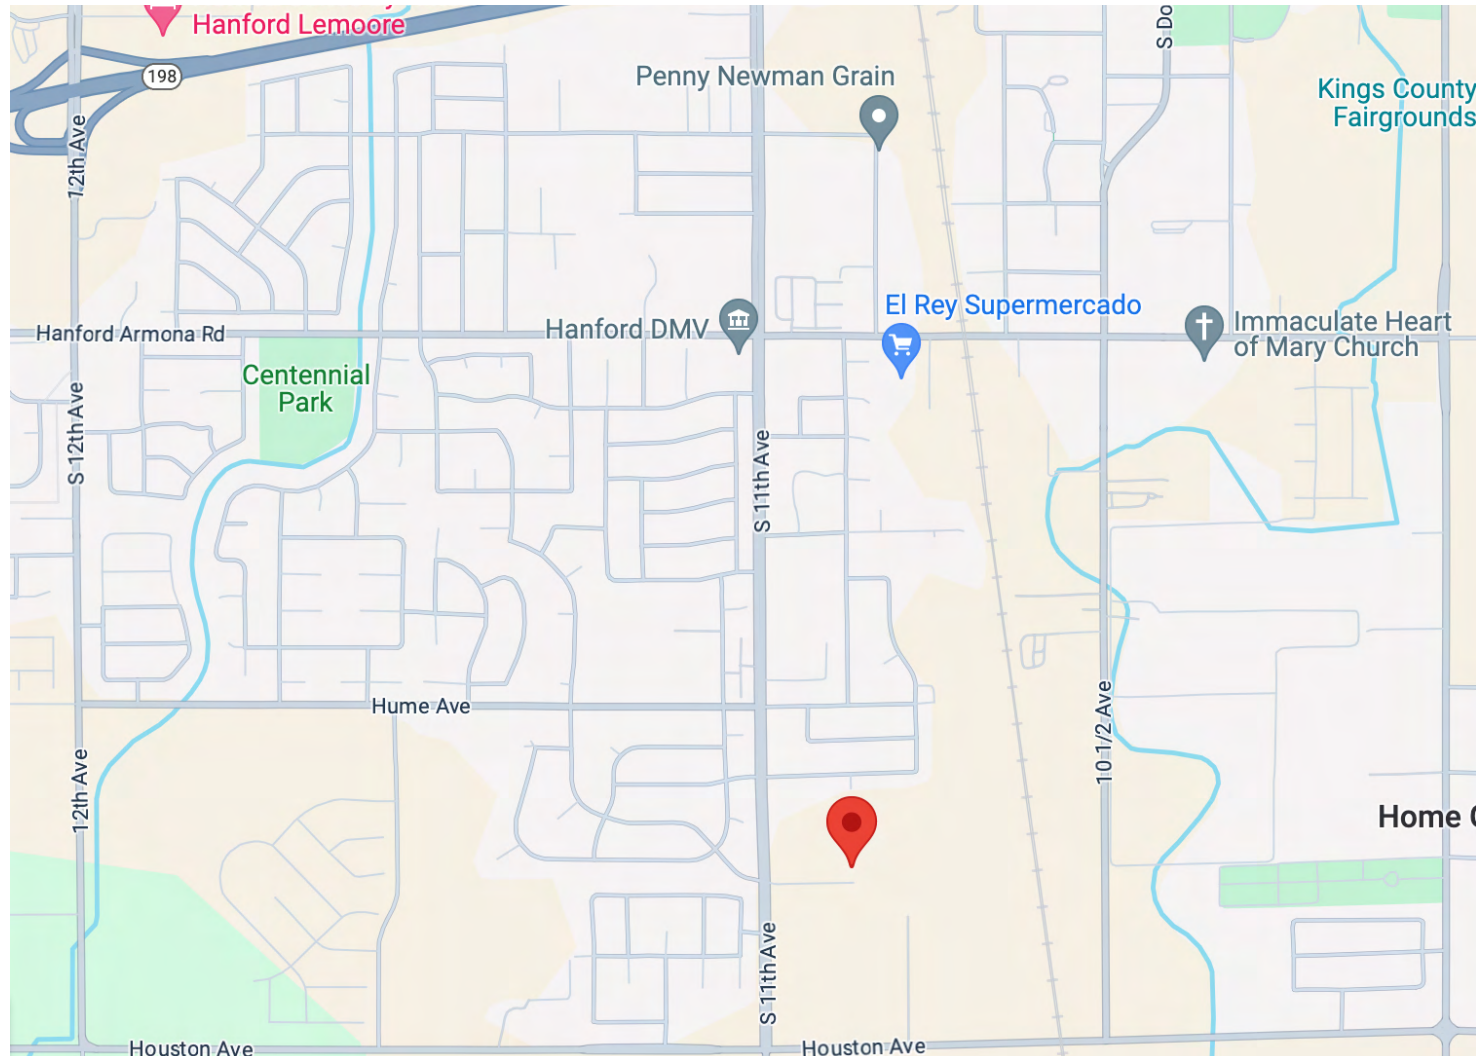 Hanford Lemoore
198
S Do
Penny Newman Grain
Kings County
Fairgrounds
12th Ave
El Rey Supermercado
Hanford Armona Rd
Hanford DMV
Immaculate Heart
of Mary Church
Centennial
Park
S 12th Ave
S 11th Ave
Hume Ave
10 1/2 Ave
12th Ave
Home
S 11th Ave
Houston Ave
Houston Ave